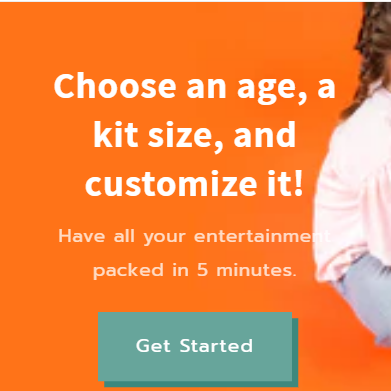 Choose an age, a
kit size, and
customize it!
Have all your entertainment
packed in 5 minutes.
Get Started